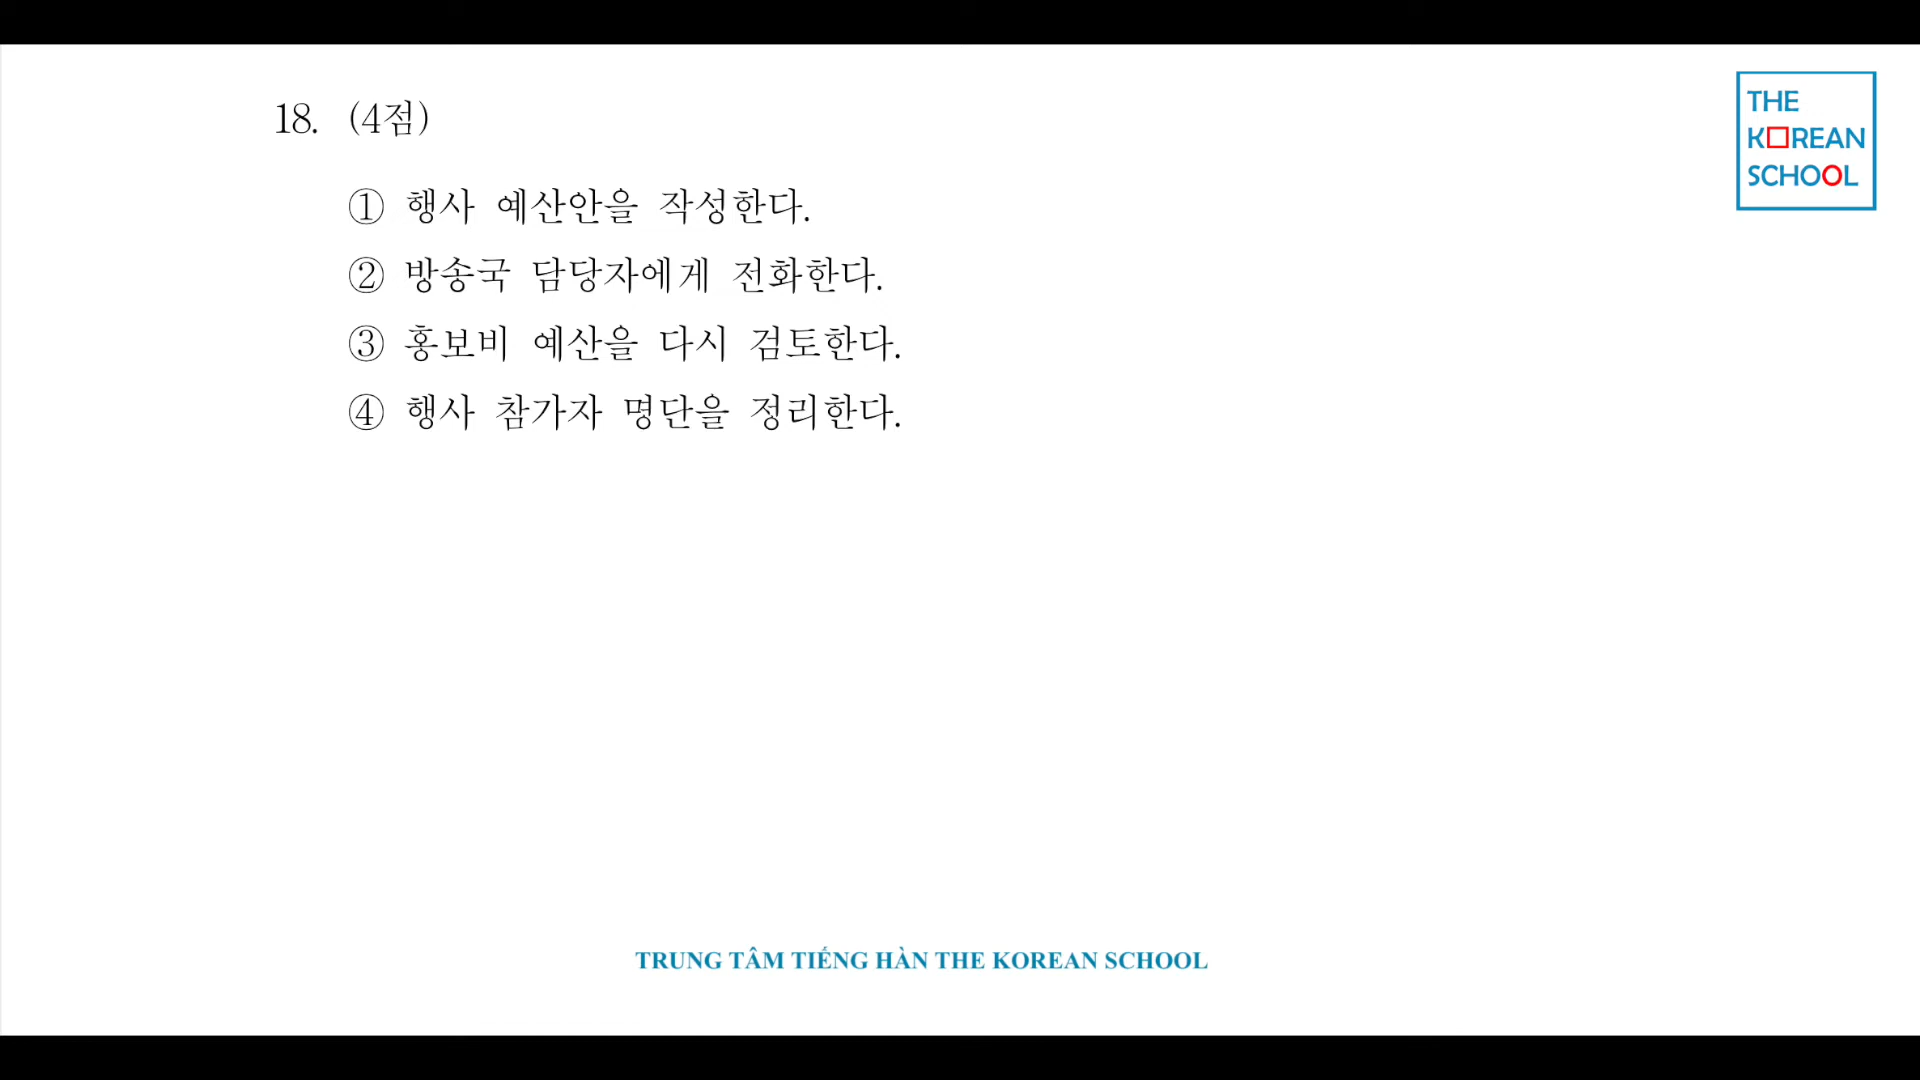 18. (4점)
① 행사 예산안을 작성한다.
② 방송국 담당자에게 전화한다.
③ 홍보비 예산을 다시 검토한다.
④ 행사 참가자 명단을 정리한다.
THE
KOREAN
SCHOOL
TRUNG TÂM TIẾNG HÀN THE KOREAN SCHOOL